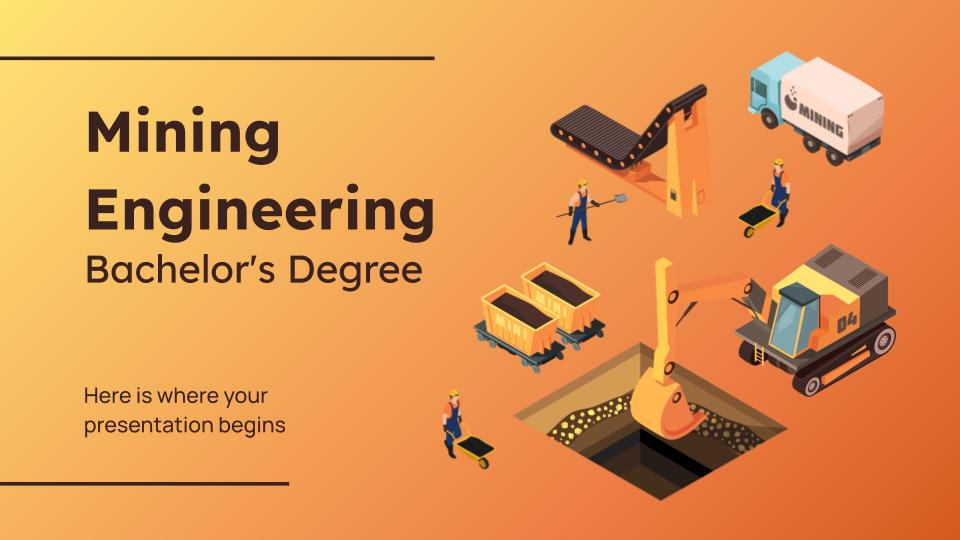 Mining
Engineering
Bachelor's Degree
Here is where your
presentation begins
MINING
MINI
MINI
04